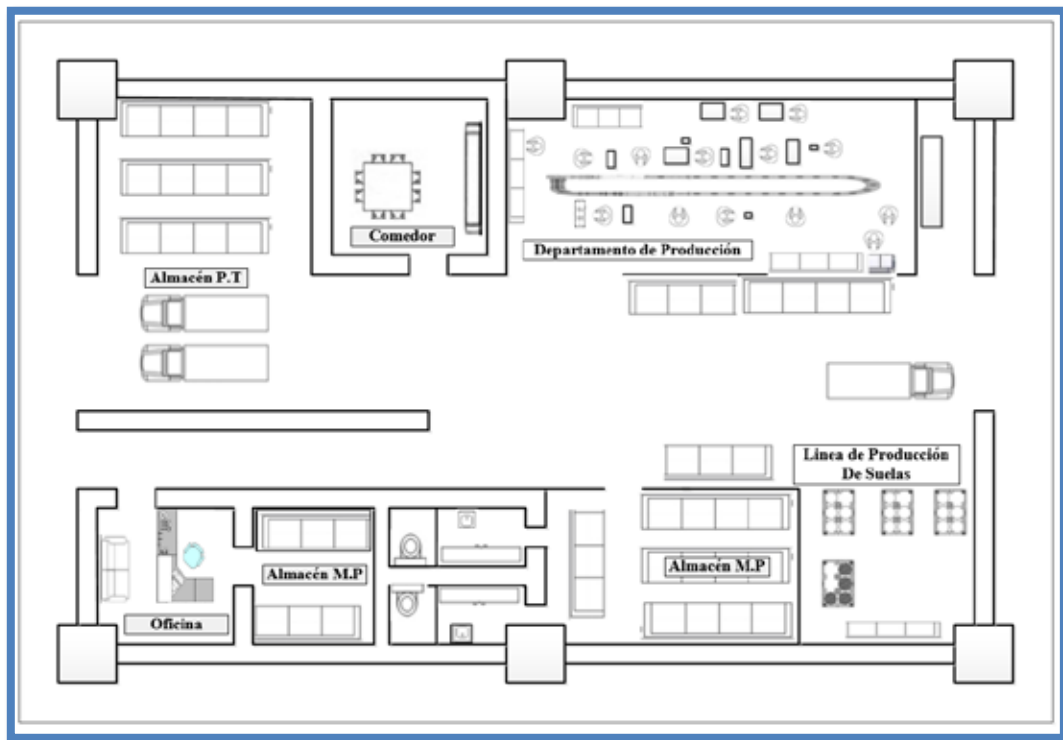 Comedor
Departamento de Producción
Almacén P.T
Línea de Producción
De Suelas
Almacén M.P
Almacén M.P
Oficina